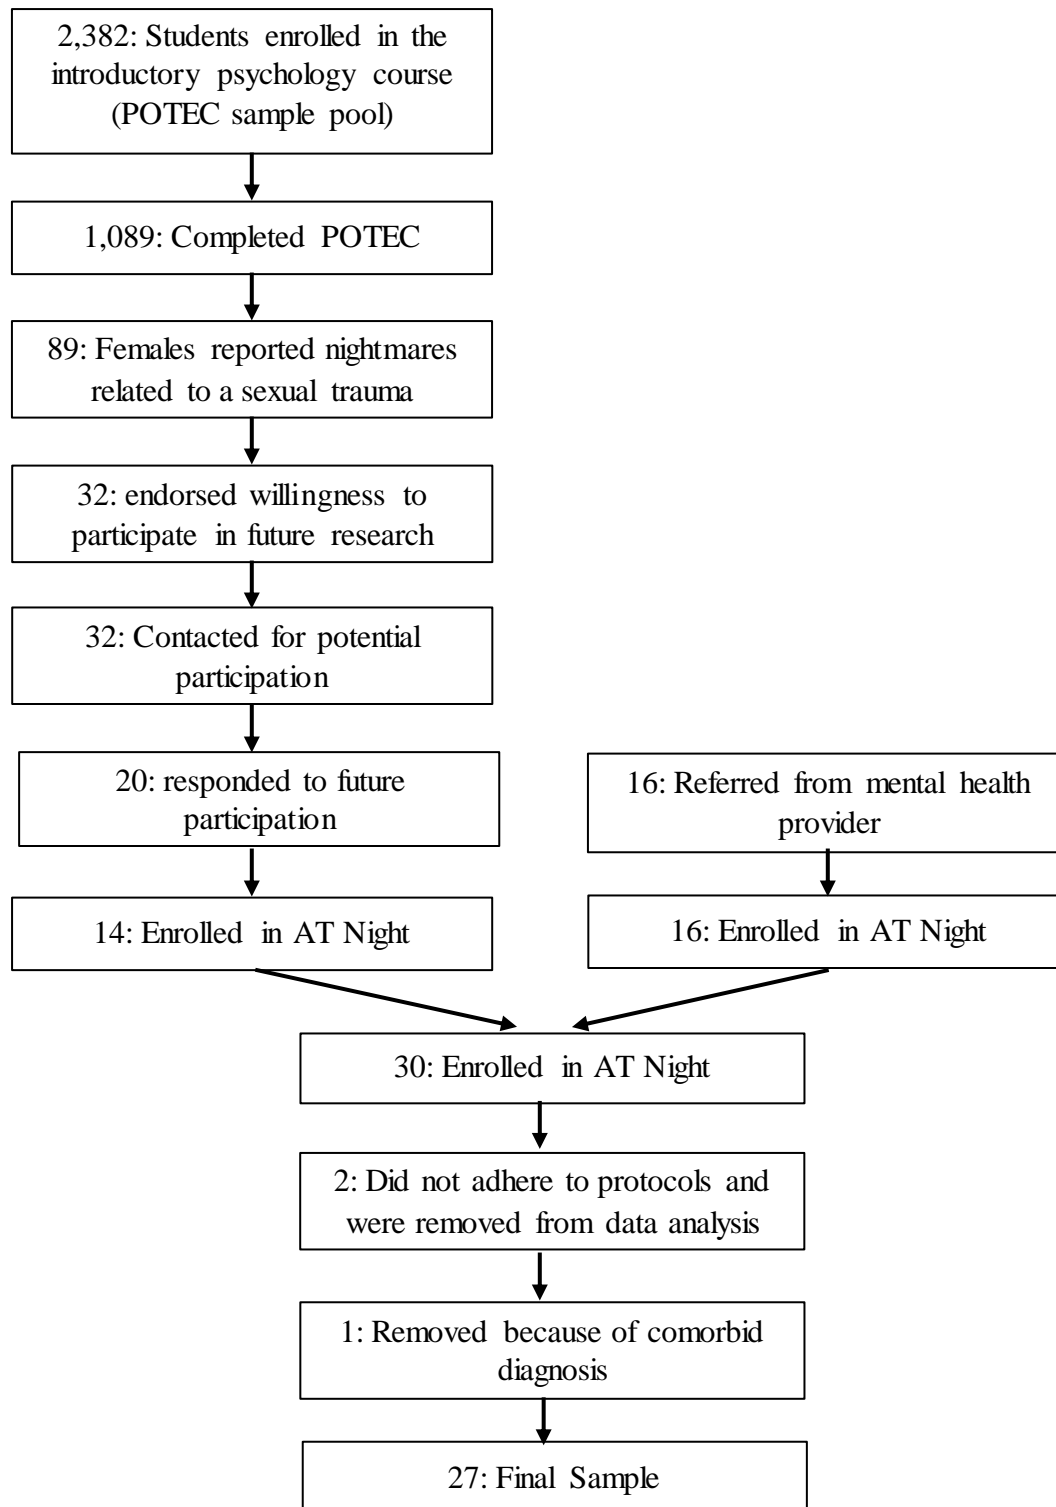 2,382: Students enrolled in the
introductory psychology course
(POTEC sample pool)
1,089: Completed POTEC
89: Females reported nightmares
related to a sexual trauma
32: endorsed willingness to
participate in future research
32: Contacted for potential
participation
20: responded to future
participation
16: Referred from mental health
provider
14: Enrolled in AT Night
16: Enrolled in AT Night
30: Enrolled in AT Night
2: Did not adhere to protocols and
were removed from data analysis
1: Removed because of comorbid
diagnosis
27: Final Sample